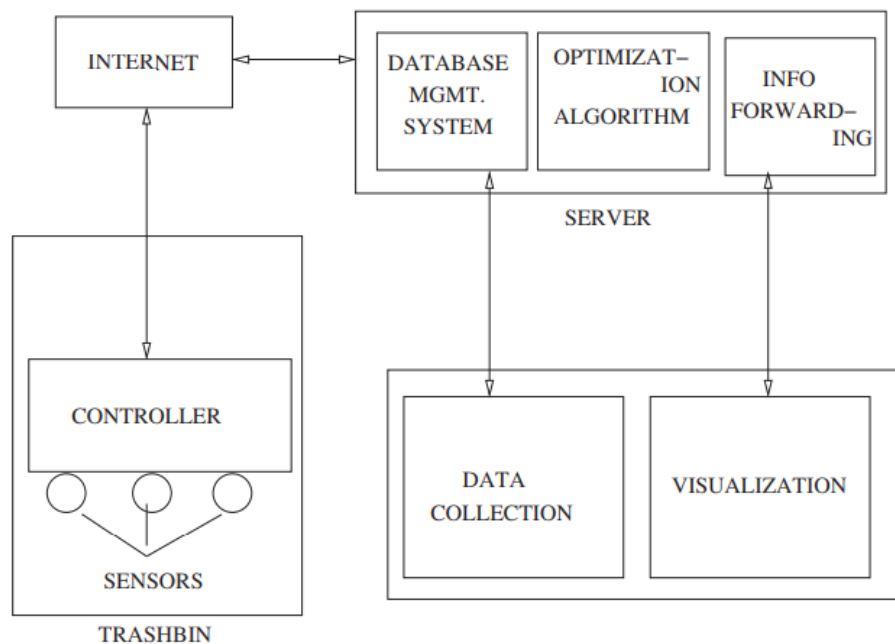 INTERNET
DATABASE
MGMT.
SYSTEM
OPTIMIZAT-
ION
ALGORITHM
INFO
FORWARD-
ING
SERVER
CONTROLLER
SENSORS
TRASHBIN
DATA
COLLECTION
VISUALIZATION